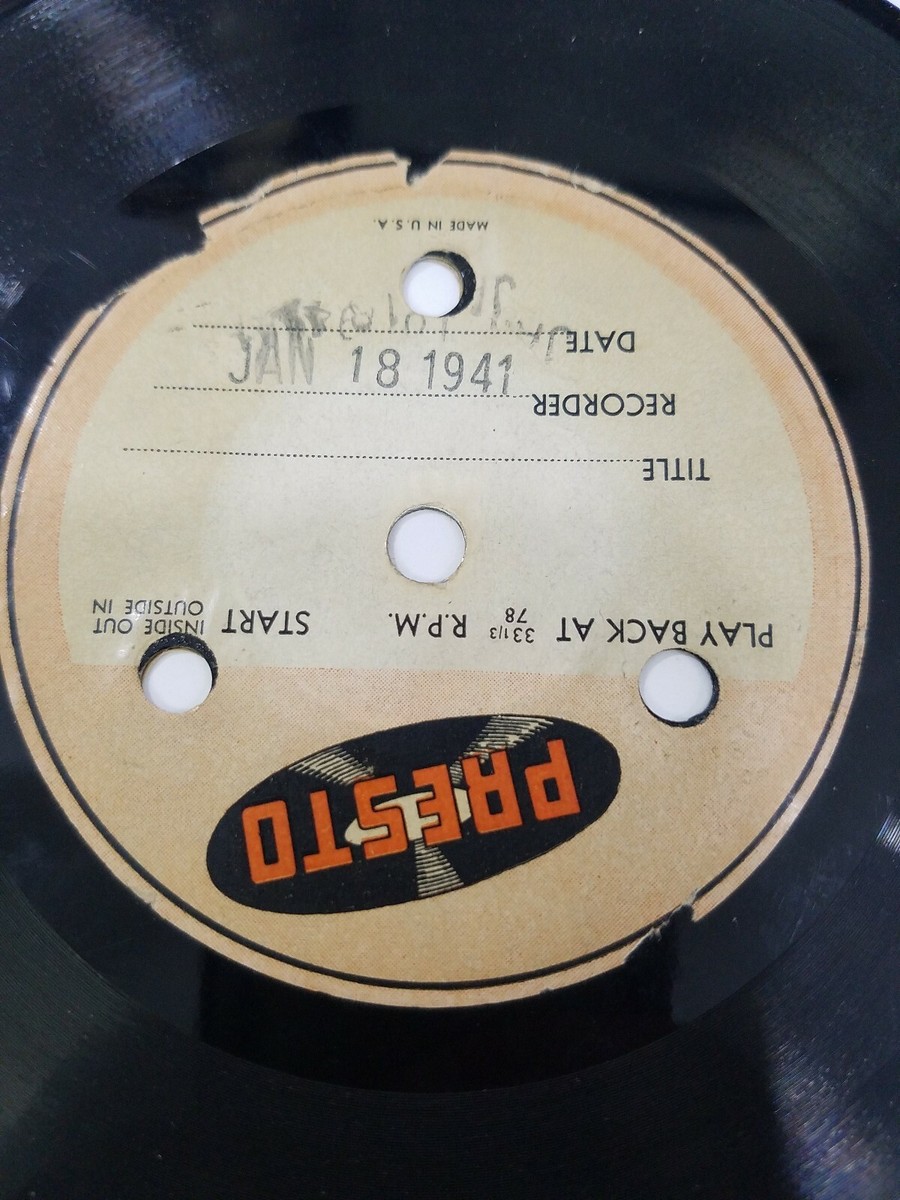 PRESTO
PLAY BACK AT 33 1/3 78 R.P.M. START INSIDE OUT OUTSIDE IN
TITLE
RECORDER
JAN 18 1941
DATE
MADE IN U.S.A.